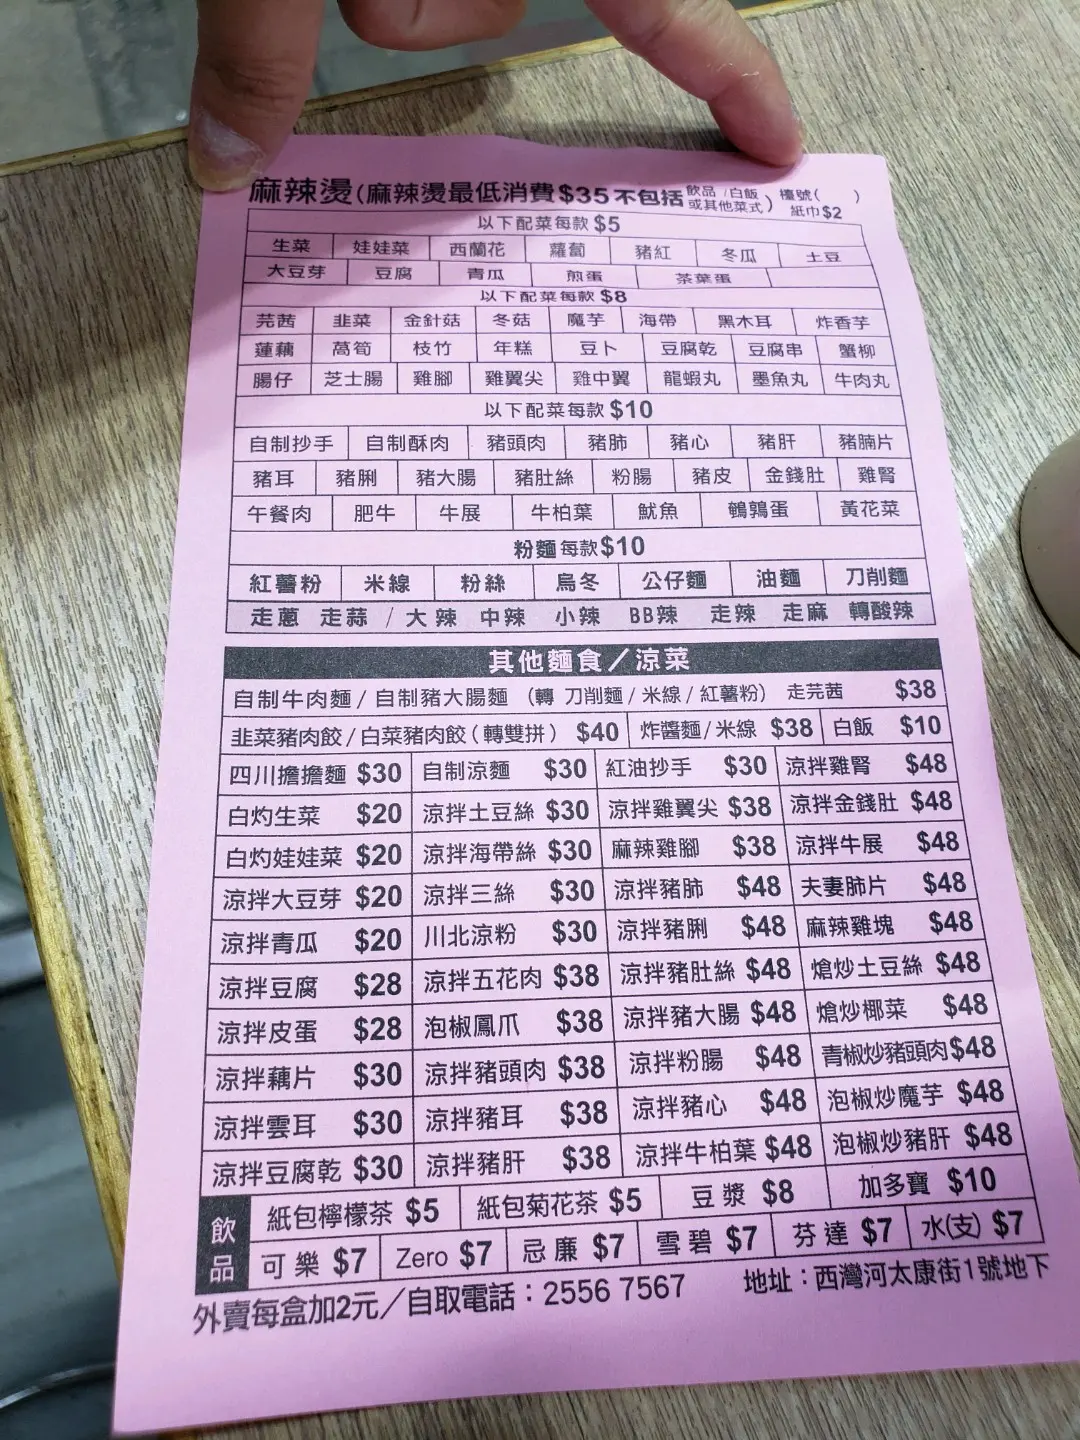 麻辣燙(麻辣燙最低消費$35不包括飲品/白飯或其他菜式) 檯號( ) 紙巾$2
以下配菜每款 $5
生菜 娃娃菜 西蘭花 蘿蔔 豬紅 冬瓜 土豆
大豆芽 豆腐 青瓜 煎蛋 茶葉蛋
以下配菜每款 $8
芫茜 韭菜 金針菇 冬菇 魔芋 海帶 黑木耳 炸香芋
蓮藕 萵筍 枝竹 年糕 豆卜 豆腐乾 豆腐串 蟹柳
腸仔 芝士腸 雞腳 雞翼尖 雞中翼 龍蝦丸 墨魚丸 牛肉丸
以下配菜每款 $10
自制抄手 自制酥肉 豬頭肉 豬肺 豬心 豬肝 豬腩片
豬耳 豬脷 豬大腸 豬肚絲 粉腸 豬皮 金錢肚 雞腎
午餐肉 肥牛 牛展 牛柏葉 魷魚 鵪鶉蛋 黃花菜
粉麵每款$10
紅薯粉 米線 粉絲 烏冬 公仔麵 油麵 刀削麵
走蔥 走蒜 / 大辣 中辣 小辣 BB辣 走辣 走麻 轉酸辣
其他麵食/涼菜
自制牛肉麵/自制豬大腸麵 (轉 刀削麵/米線/紅薯粉) 走芫茜 $38
韭菜豬肉餃/白菜豬肉餃(轉雙拼) $40 炸醬麵/米線 $38 白飯 $10
四川擔擔麵 $30 自制涼麵 $30 紅油抄手 $30 涼拌雞腎 $48
白灼生菜 $20 涼拌土豆絲 $30 涼拌雞翼尖 $38 涼拌金錢肚 $48
白灼娃娃菜 $20 涼拌海帶絲 $30 麻辣雞腳 $38 涼拌牛展 $48
涼拌大豆芽 $20 涼拌三絲 $30 涼拌豬肺 $48 夫妻肺片 $48
涼拌青瓜 $20 川北涼粉 $30 涼拌豬脷 $48 麻辣雞塊 $48
涼拌豆腐 $28 涼拌五花肉 $38 涼拌豬肚絲 $48 熗炒土豆絲 $48
涼拌皮蛋 $28 泡椒鳳爪 $38 涼拌豬大腸 $48 熗炒椰菜 $48
涼拌藕片 $30 涼拌豬頭肉 $38 涼拌粉腸 $48 青椒炒豬頭肉 $48
涼拌雲耳 $30 涼拌豬耳 $38 涼拌豬心 $48 泡椒炒魔芋 $48
涼拌豆腐乾 $30 涼拌豬肝 $38 涼拌牛柏葉 $48 泡椒炒豬肝 $48
飲品
紙包檸檬茶 $5 紙包菊花茶 $5 豆漿 $8 加多寶 $10
可樂 $7 Zero $7 忌廉 $7 雪碧 $7 芬達 $7 水(支) $7
外賣每盒加2元/自取電話:2556 7567 地址:西灣河太康街1號地下